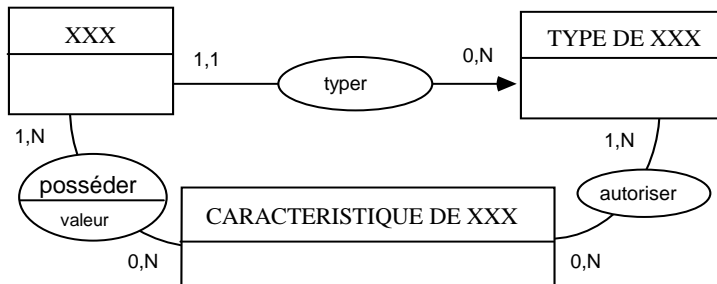 XXX
TYPE DE XXX
1,1
typer
0,N
1,N
1,N
posséder
valeur
autoriser
CARACTERISTIQUE DE XXX
0,N
0,N